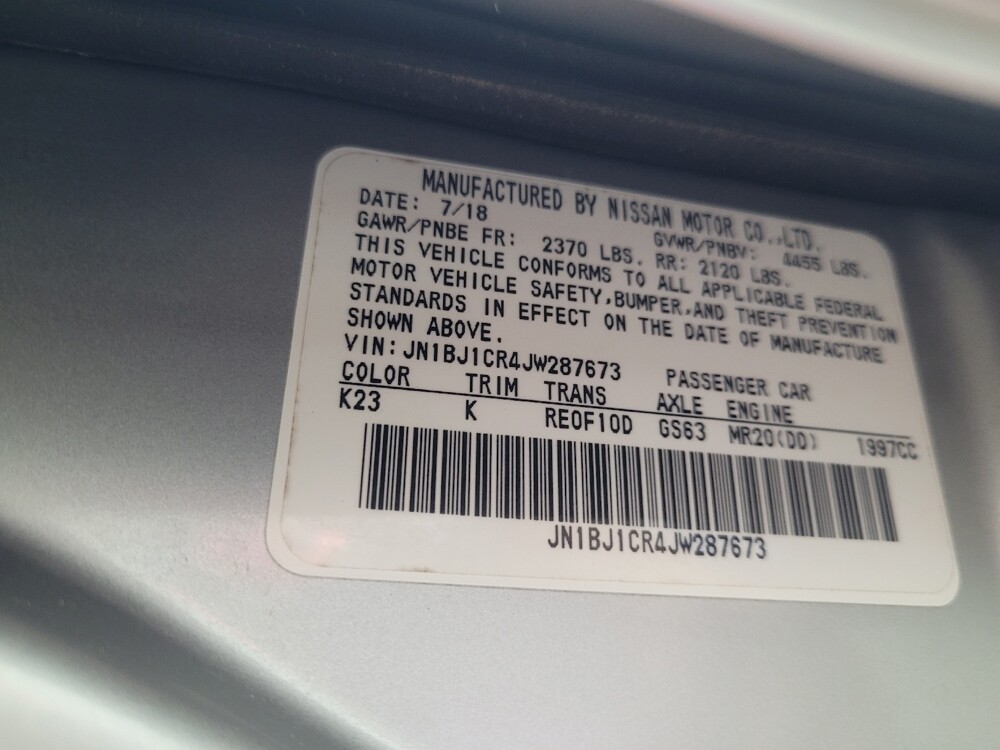 MANUFACTURED BY NISSAN MOTOR CO.,LTD.
DATE: 7/18 GVWR/PNBV: 4455 LBS.
GAWR/PNBE FR: 2370 LBS. RR: 2120 LBS.
THIS VEHICLE CONFORMS TO ALL APPLICABLE FEDERAL
MOTOR VEHICLE SAFETY,BUMPER,AND THEFT PREVENTION
STANDARDS IN EFFECT ON THE DATE OF MANUFACTURE
SHOWN ABOVE.
VIN:JN1BJ1CR4JW287673 PASSENGER CAR
COLOR TRIM TRANS AXLE ENGINE
K23 K RE0F10D GS63 MR20(DD) 1997CC
JN1BJ1CR4JW287673